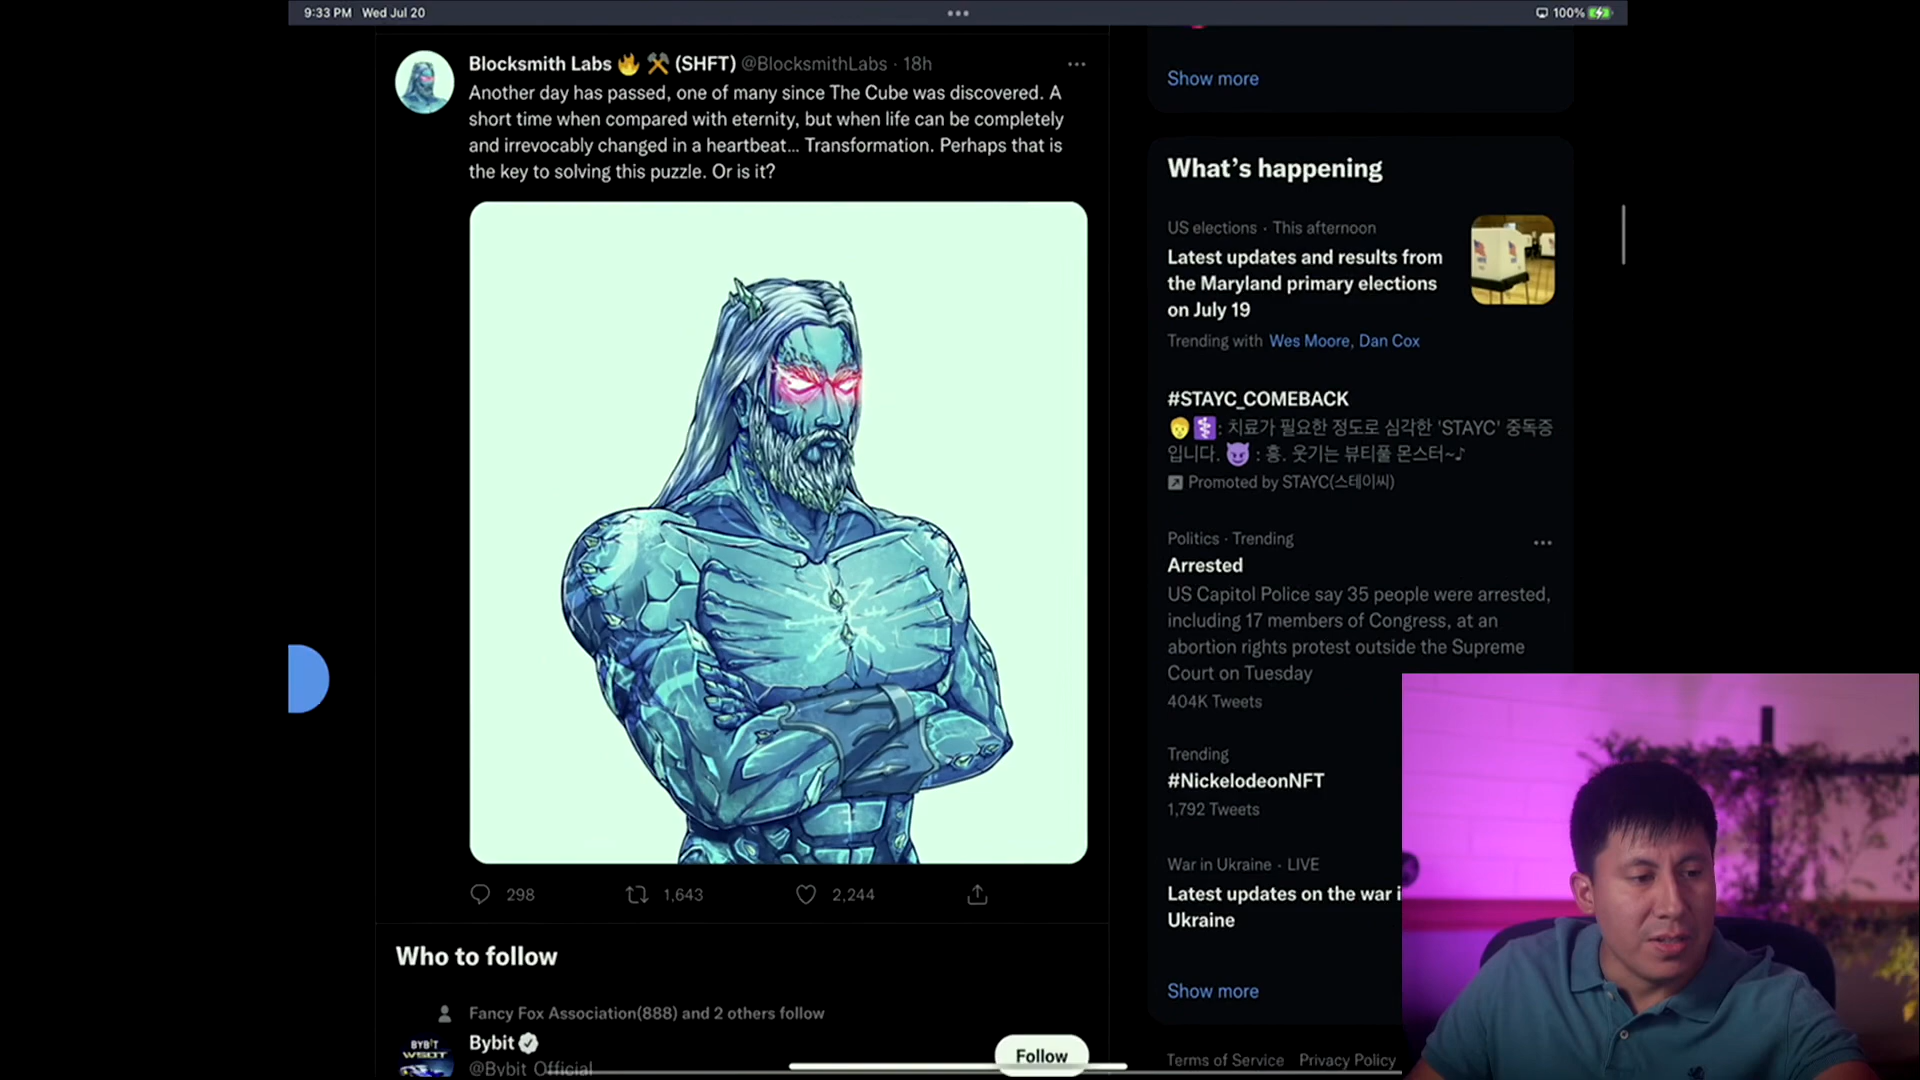 9:33 PM Wed Jul 20
100%
Blocksmith Labs 🔥 ⚒️ (SHFT) @BlocksmithLabs · 18h
Another day has passed, one of many since The Cube was discovered. A
short time when compared with eternity, but when life can be completely
and irrevocably changed in a heartbeat... Transformation. Perhaps that is
the key to solving this puzzle. Or is it?
298
1,643
2,244
Who to follow
Fancy Fox Association(888) and 2 others follow
BYBIT
WSOT
Bybit
@Bybit_Official
Follow
Show more
What's happening
US elections · This afternoon
Latest updates and results from
the Maryland primary elections
on July 19
Trending with Wes Moore, Dan Cox
#STAYC_COMEBACK
: 치료가 필요한 정도로 심각한 'STAYC' 중독증
입니다. 😈 : 흥. 웃기는 뷰티풀 몬스터~♪
Promoted by STAYC(스테이씨)
Politics · Trending
Arrested
US Capitol Police say 35 people were arrested,
including 17 members of Congress, at an
abortion rights protest outside the Supreme
Court on Tuesday
404K Tweets
Trending
#NickelodeonNFT
1,792 Tweets
War in Ukraine · LIVE
Latest updates on the war i
Ukraine
Show more
Terms of Service Privacy Policy